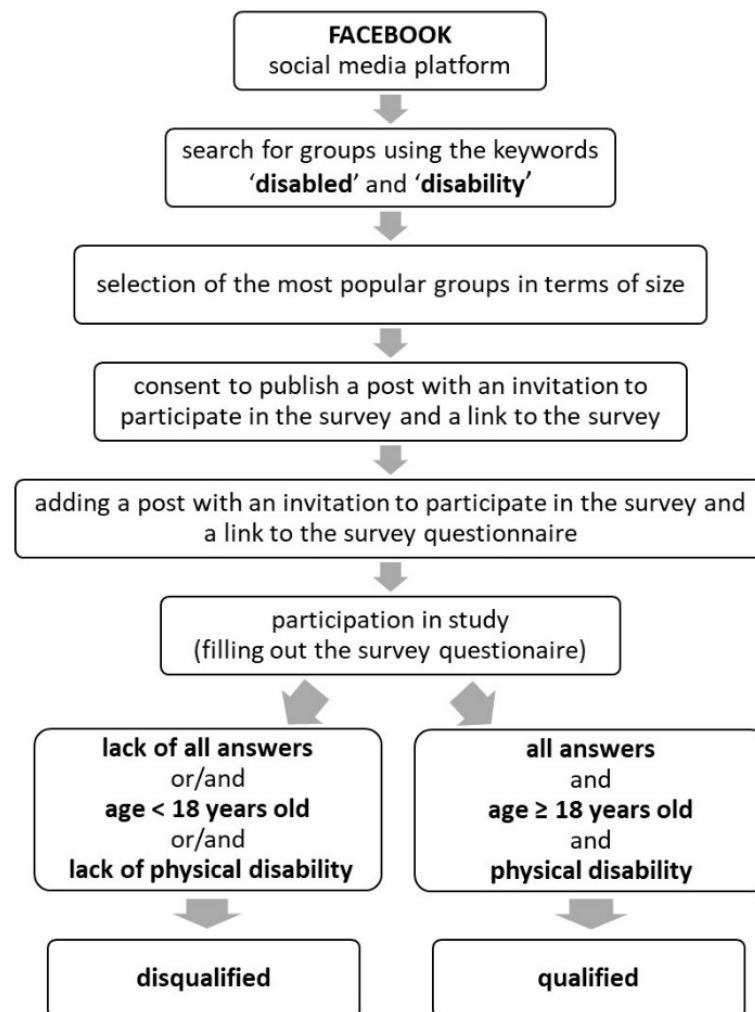 FACEBOOK
social media platform
search for groups using the keywords
‘disabled’ and ‘disability’
selection of the most popular groups in terms of size
consent to publish a post with an invitation to
participate in the survey and a link to the survey
adding a post with an invitation to participate in the survey and
a link to the survey questionnaire
participation in study
(filling out the survey questionaire)
lack of all answers
or/and
age < 18 years old
or/and
lack of physical disability
all answers
and
age ≥ 18 years old
and
physical disability
disqualified
qualified